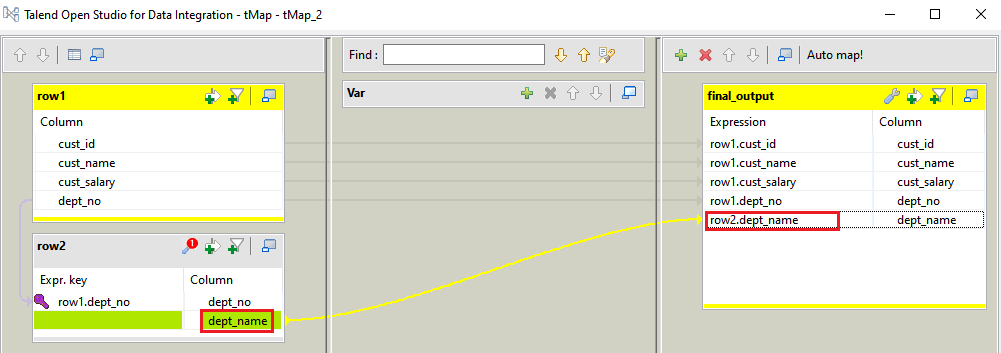 Talend Open Studio for Data Integration - tMap - tMap_2
Find :
Auto map!
row1
Column
cust_id
cust_name
cust_salary
dept_no
row2
1
Expr. key Column
row1.dept_no dept_no
dept_name
Var
final_output
Expression Column
row1.cust_id cust_id
row1.cust_name cust_name
row1.cust_salary cust_salary
row1.dept_no dept_no
row2.dept_name dept_name